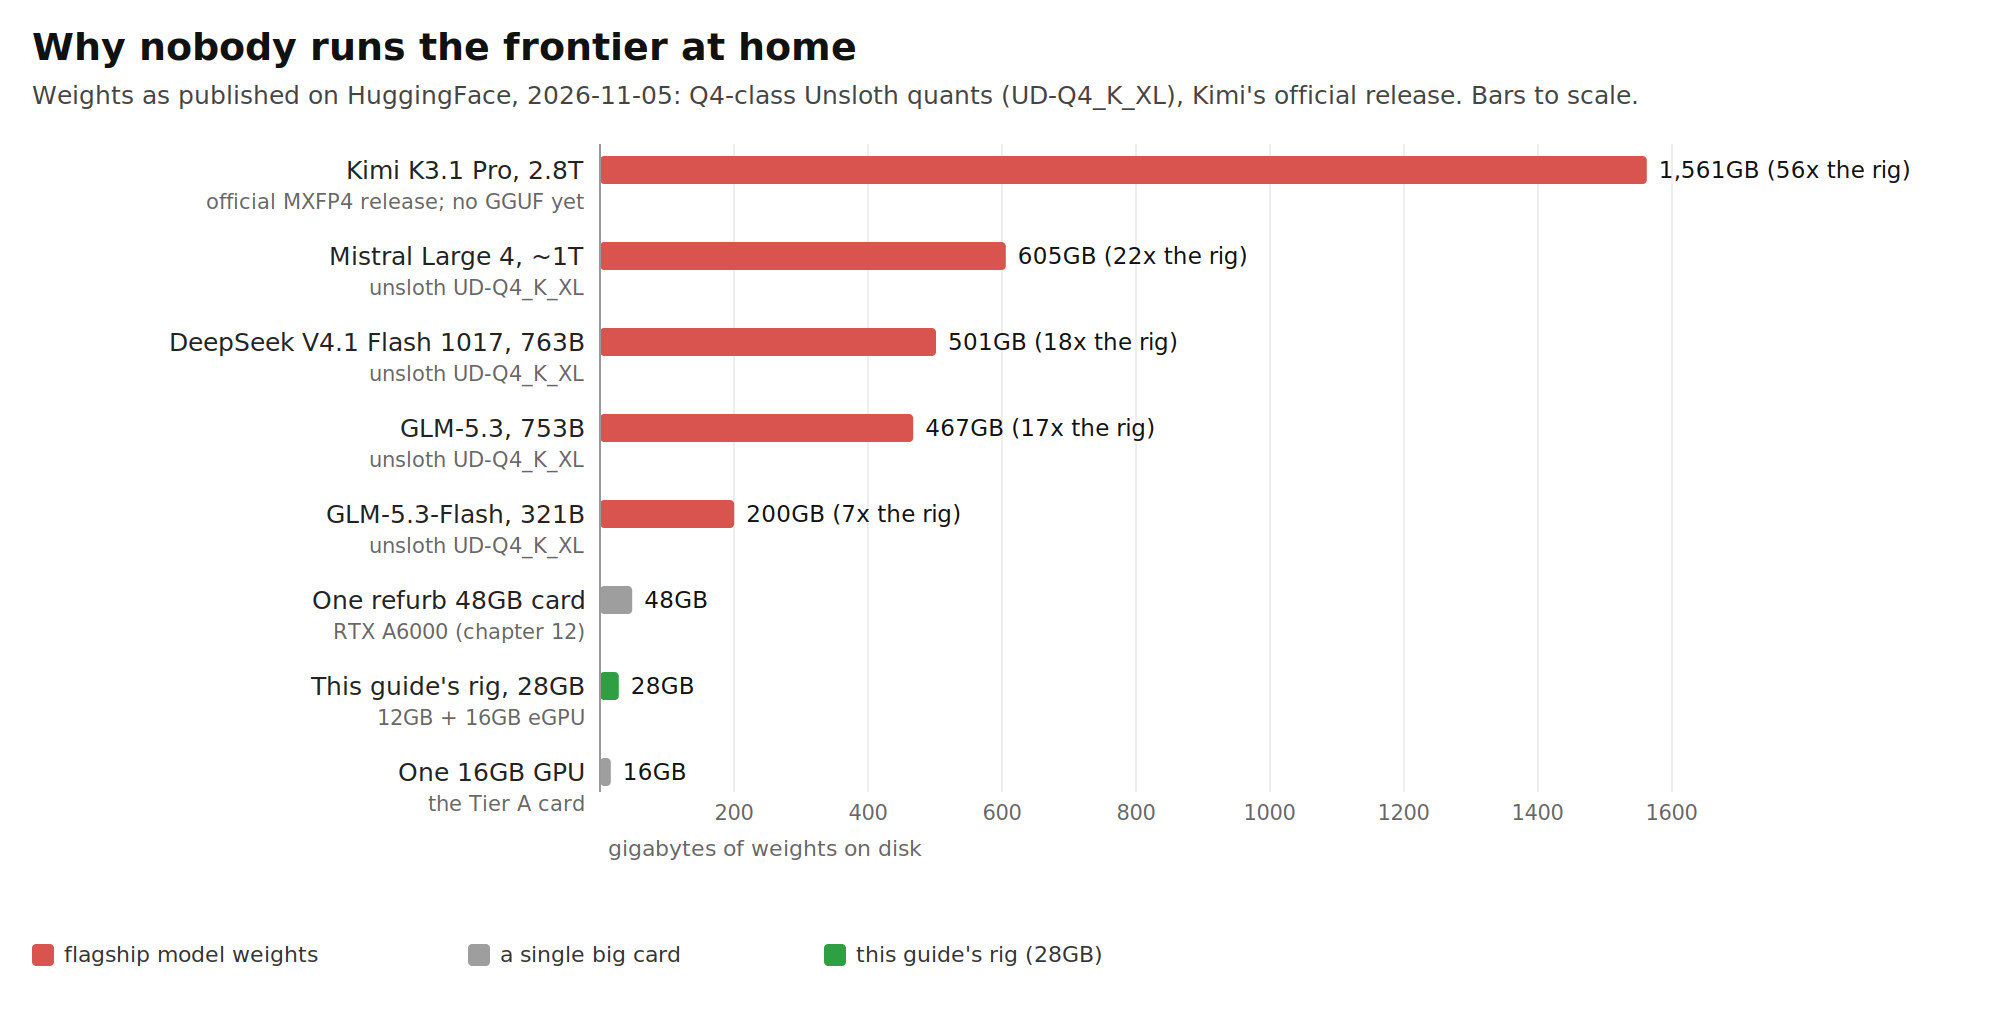 Why nobody runs the frontier at home
Weights as published on HuggingFace, 2026-11-05: Q4-class Unsloth quants (UD-Q4_K_XL), Kimi's official release. Bars to scale.
Kimi K3.1 Pro, 2.8T
official MXFP4 release; no GGUF yet
1,561GB (56x the rig)
Mistral Large 4, ~1T
unsloth UD-Q4_K_XL
605GB (22x the rig)
DeepSeek V4.1 Flash 1017, 763B
unsloth UD-Q4_K_XL
501GB (18x the rig)
GLM-5.3, 753B
unsloth UD-Q4_K_XL
467GB (17x the rig)
GLM-5.3-Flash, 321B
unsloth UD-Q4_K_XL
200GB (7x the rig)
One refurb 48GB card
RTX A6000 (chapter 12)
48GB
This guide's rig, 28GB
12GB + 16GB eGPU
28GB
One 16GB GPU
the Tier A card
16GB
200 400 600 800 1000 1200 1400 1600
gigabytes of weights on disk
flagship model weights
a single big card
this guide's rig (28GB)